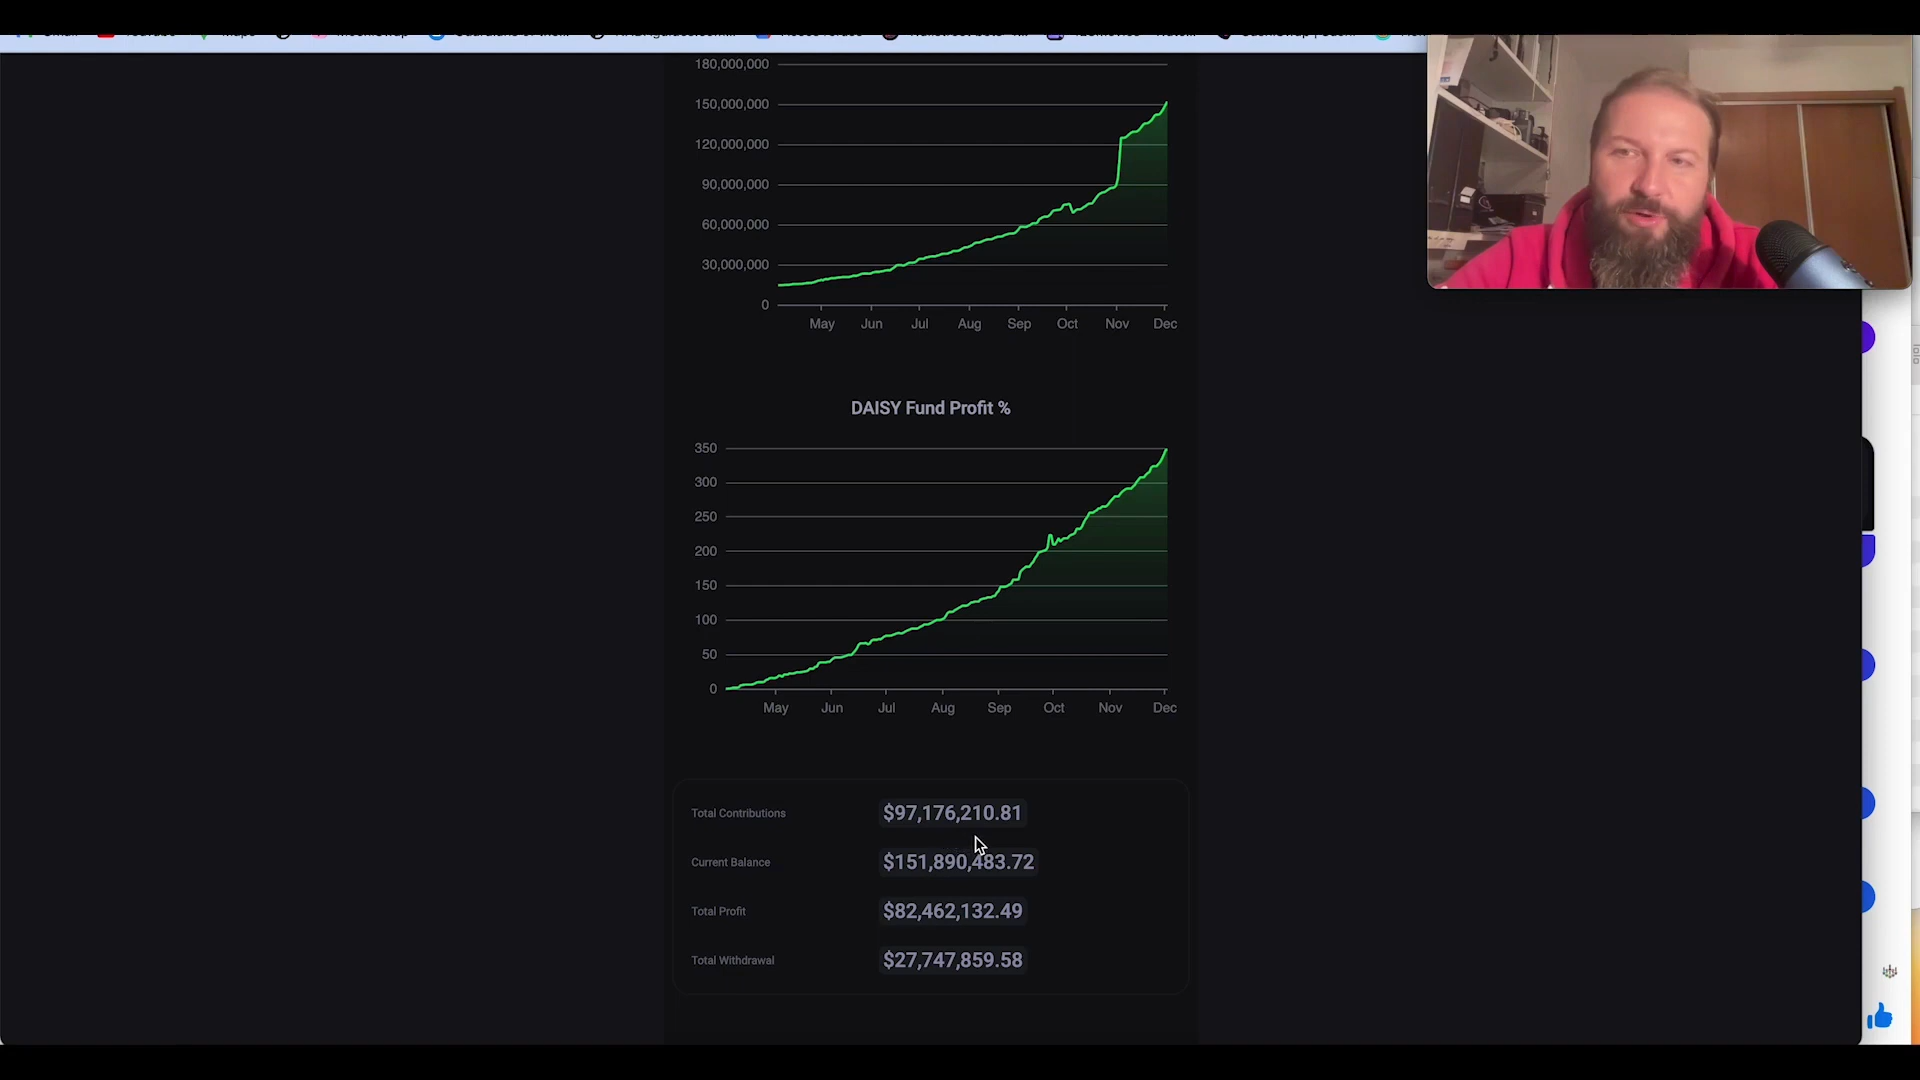 180,000,000
150,000,000
120,000,000
90,000,000
60,000,000
30,000,000
0
May Jun Jul Aug Sep Oct Nov Dec
DAISY Fund Profit %
350
300
250
200
150
100
50
0
May Jun Jul Aug Sep Oct Nov Dec
Total Contributions $97,176,210.81
Current Balance $151,890,483.72
Total Profit $82,462,132.49
Total Withdrawal $27,747,859.58